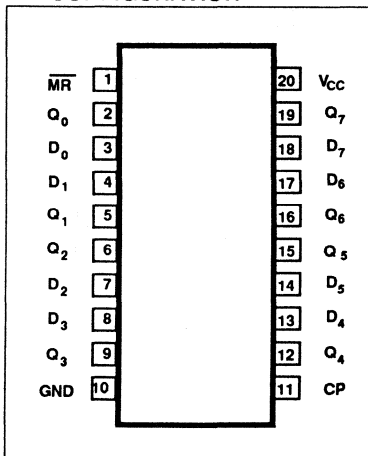 MR 1 20 VCC
Q0 2 19 Q7
D0 3 18 D7
D1 4 17 D6
Q1 5 16 Q6
Q2 6 15 Q5
D2 7 14 D5
D3 8 13 D4
Q3 9 12 Q4
GND 10 11 CP